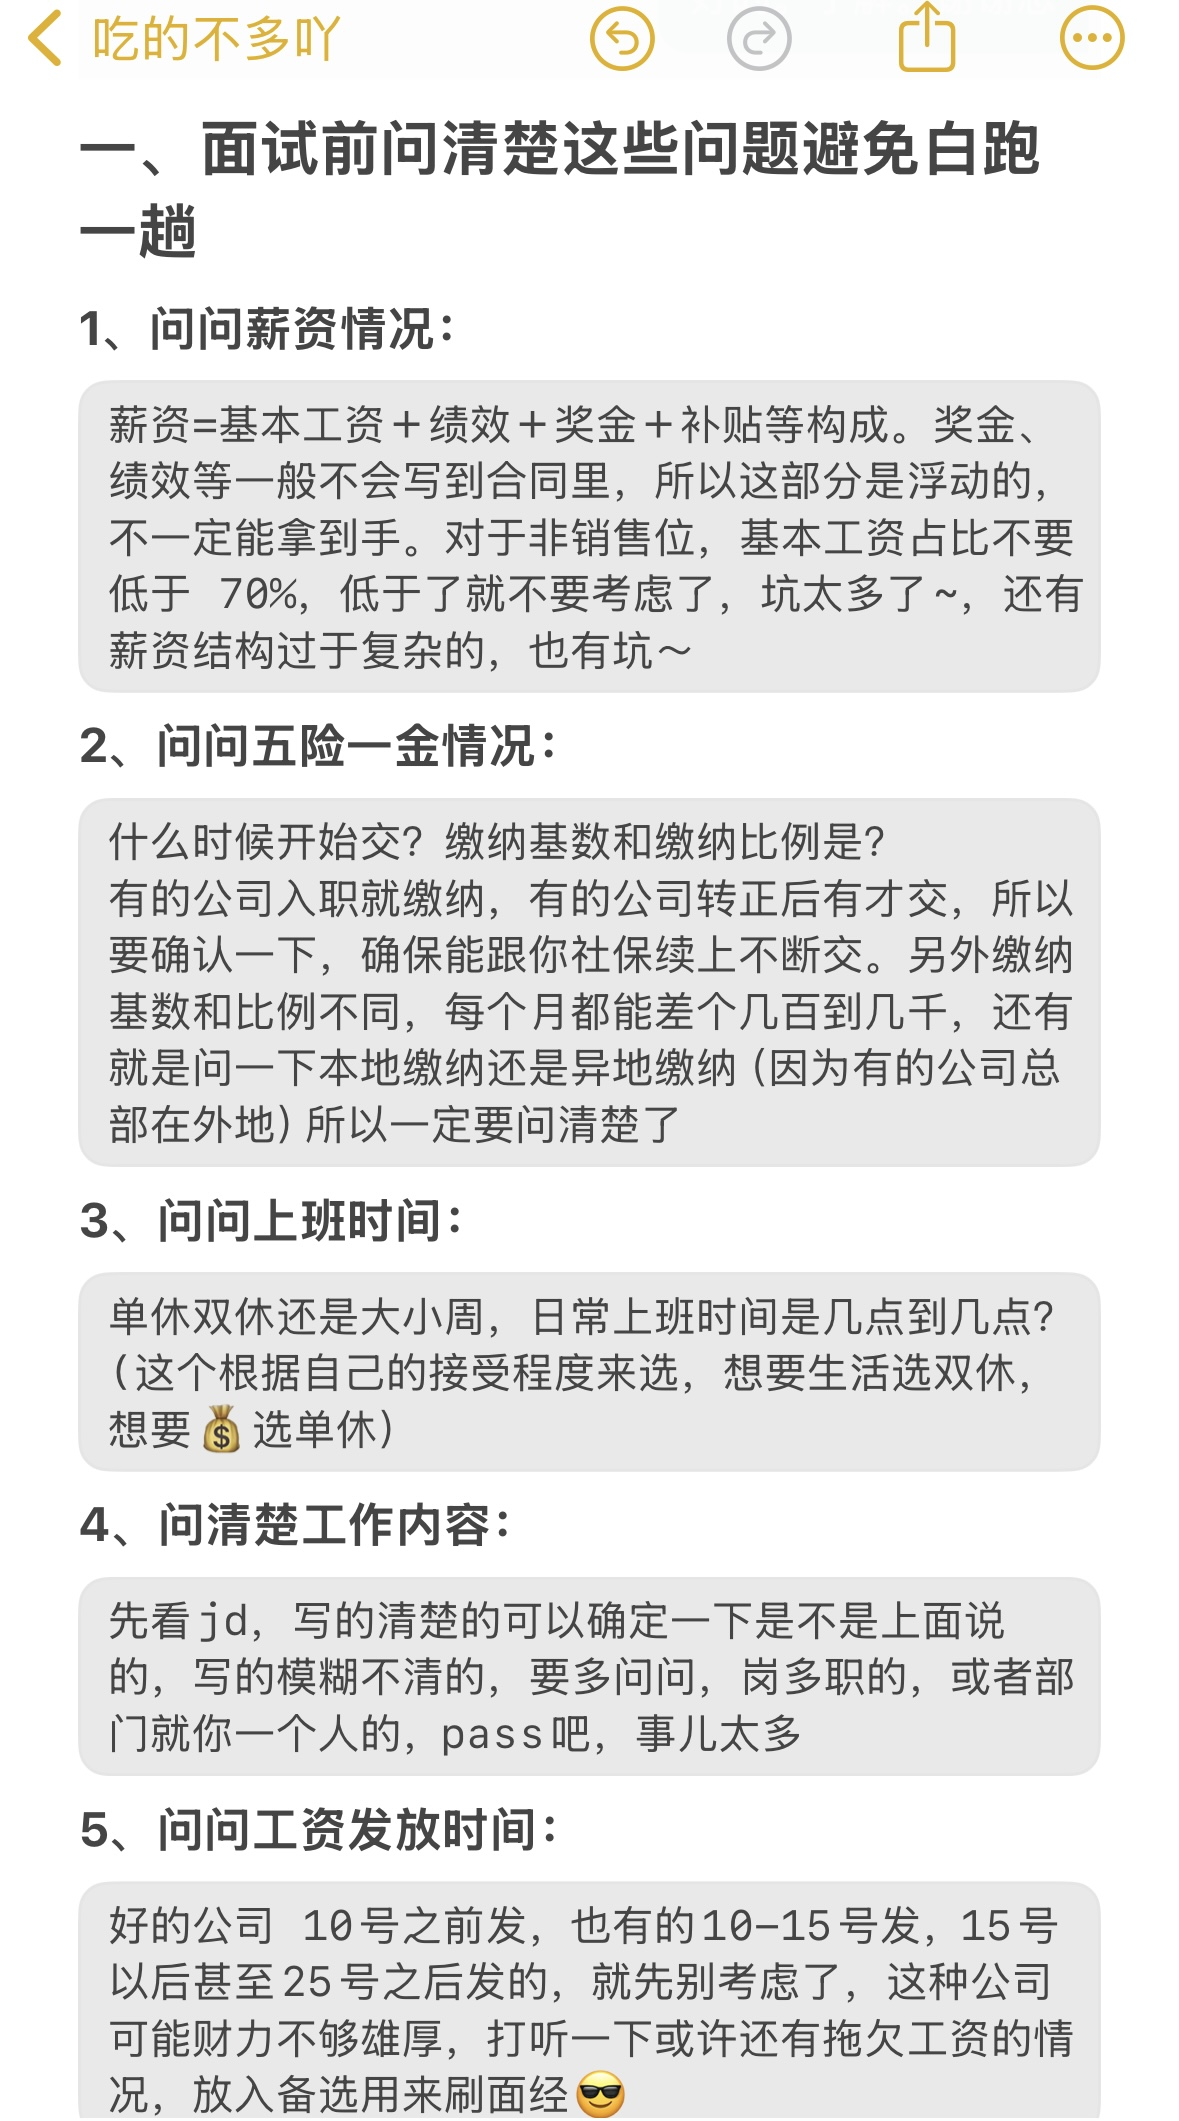 吃的不多吖
一、面试前问清楚这些问题避免白跑
一趟
1、问问薪资情况：
薪资=基本工资＋绩效＋奖金＋补贴等构成。奖金、
绩效等一般不会写到合同里，所以这部分是浮动的，
不一定能拿到手。对于非销售位，基本工资占比不要
低于 70%，低于了就不要考虑了，坑太多了~，还有
薪资结构过于复杂的，也有坑～
2、问问五险一金情况：
什么时候开始交？缴纳基数和缴纳比例是？
有的公司入职就缴纳，有的公司转正后有才交，所以
要确认一下，确保能跟你社保续上不断交。另外缴纳
基数和比例不同，每个月都能差个几百到几千，还有
就是问一下本地缴纳还是异地缴纳（因为有的公司总
部在外地）所以一定要问清楚了
3、问问上班时间：
单休双休还是大小周，日常上班时间是几点到几点？
（这个根据自己的接受程度来选，想要生活选双休，
想要💰选单休）
4、问清楚工作内容：
先看jd，写的清楚的可以确定一下是不是上面说
的，写的模糊不清的，要多问问，岗多职的，或者部
门就你一个人的，pass吧，事儿太多
5、问问工资发放时间：
好的公司 10号之前发，也有的10-15号发，15号
以后甚至25号之后发的，就先别考虑了，这种公司
可能财力不够雄厚，打听一下或许还有拖欠工资的情
况，放入备选用来刷面经😎